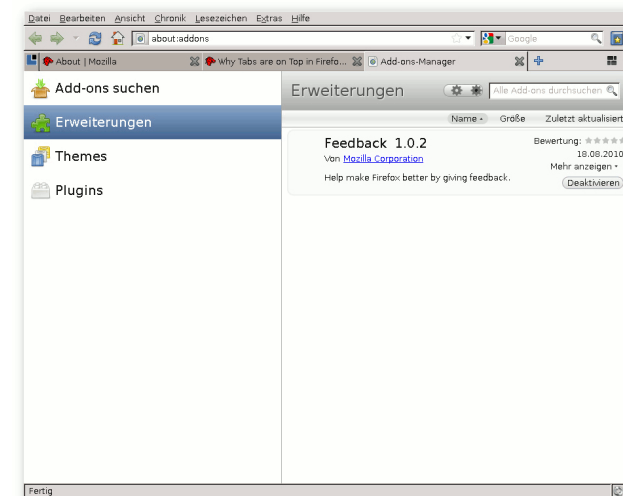 Datei Bearbeiten Ansicht Chronik Lesezeichen Extras Hilfe
about:addons Google
About | Mozilla Why Tabs are on Top in Firefo... Add-ons-Manager
Add-ons suchen
Erweiterungen
Themes
Plugins
Erweiterungen Alle Add-ons durchsuchen
Name Größe Zuletzt aktualisiert
Feedback 1.0.2 Bewertung:
Von Mozilla Corporation 18.08.2010
Mehr anzeigen
Help make Firefox better by giving feedback.
Deaktivieren
Fertig